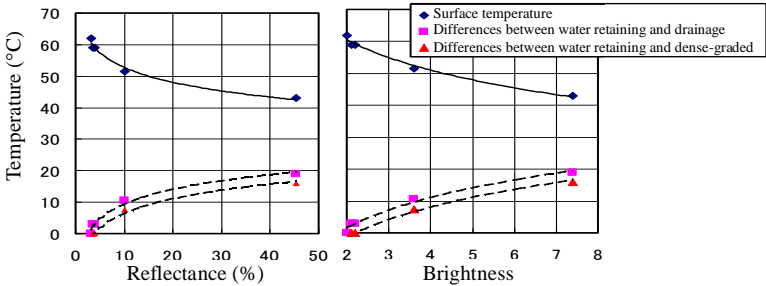 Surface temperature
Differences between water retaining and drainage
Differences between water retaining and dense-graded
Temperature (°C)
70
60
50
40
30
20
10
0
0 10 20 30 40 50
Reflectance (%)
2 3 4 5 6 7 8
Brightness